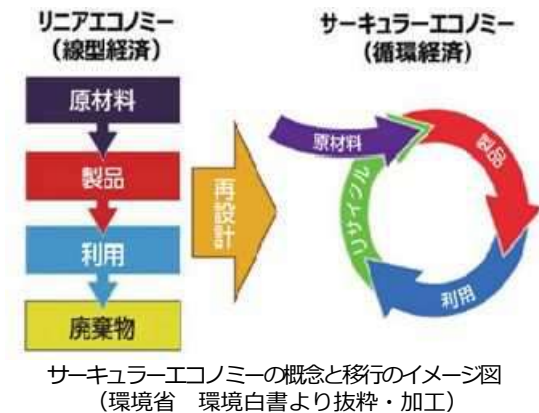 リニアエコノミー
（線型経済）
原材料
製品
利用
廃棄物
再設計
サーキュラーエコノミー
（循環経済）
原材料
製品
利用
リサイクル
サーキュラーエコノミーの概念と移行のイメージ図
（環境省　環境白書より抜粋・加工）